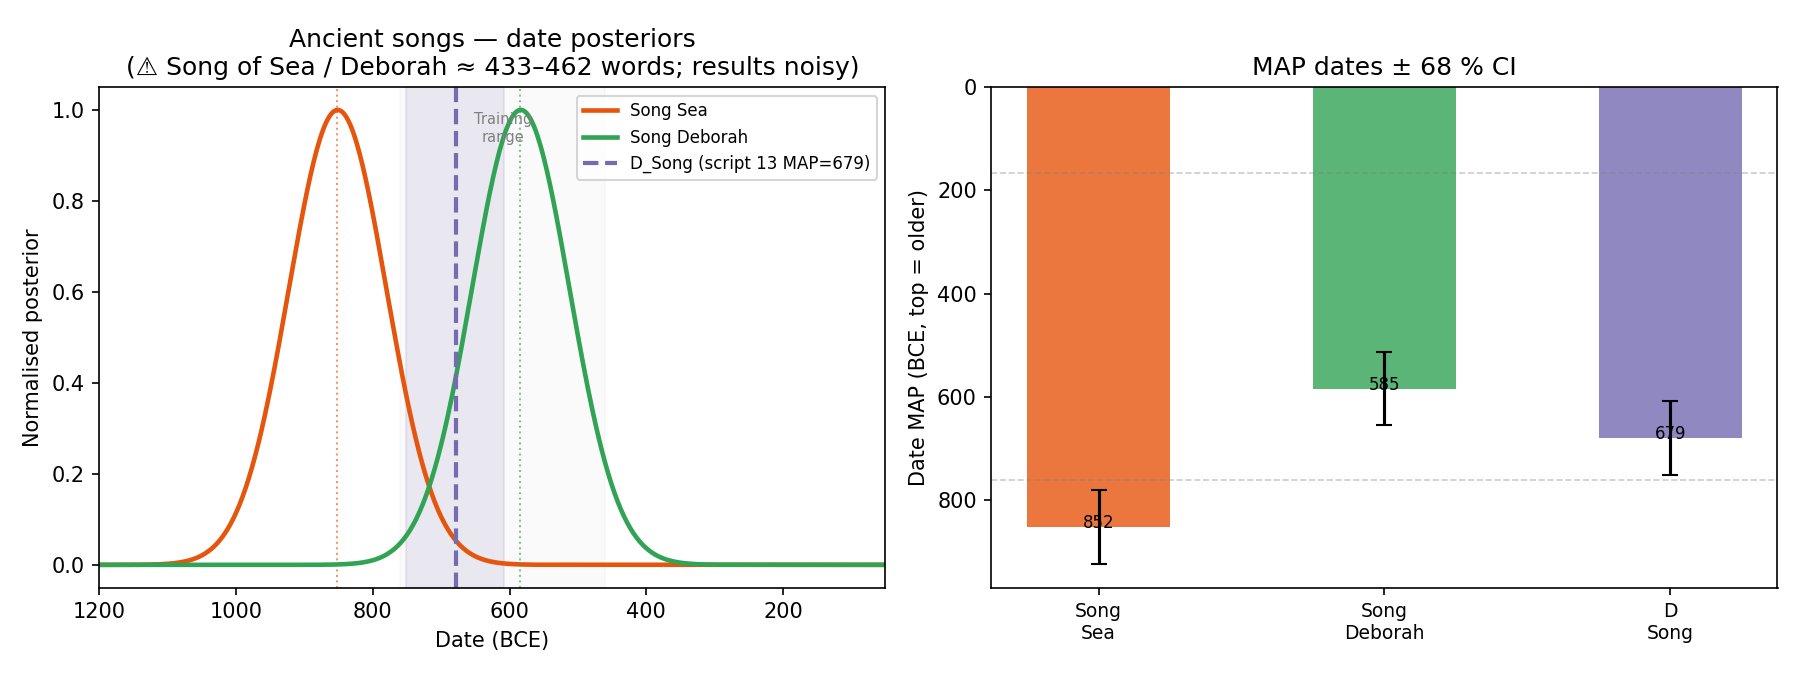 Ancient songs — date posteriors
(⚠ Song of Sea / Deborah ≈ 433–462 words; results noisy)
Normalised posterior
1.0
0.8
0.6
0.4
0.2
0.0
Training
range
Song Sea
Song Deborah
D_Song (script 13 MAP=679)
1200
1000
800
600
400
200
Date (BCE)
MAP dates ± 68 % CI
Date MAP (BCE, top = older)
0
200
400
600
800
852
585
679
Song
Sea
Song
Deborah
D
Song